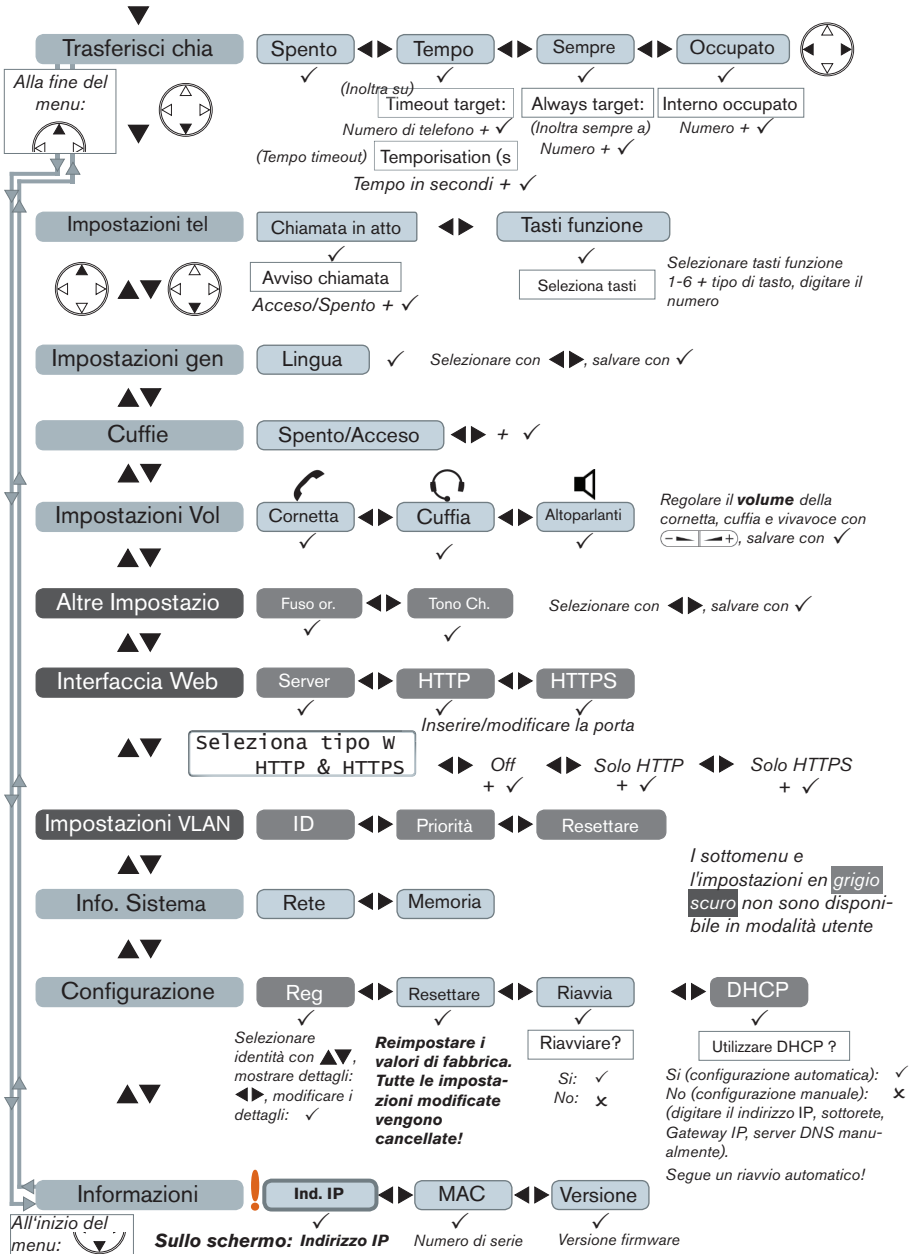 Trasferisci chia
Spento
Tempo
Sempre
Occupato
Alla fine del
menu:
(Inoltra su)
Timeout target:
Always target:
Interno occupato
Numero di telefono + ✓
(Inoltra sempre a)
Numero + ✓
Numero + ✓
(Tempo timeout)
Temporisation (s
Tempo in secondi + ✓
Impostazioni tel
Chiamata in atto
Tasti funzione
Avviso chiamata
Acceso/Spento + ✓
Seleziona tasti
Selezionare tasti funzione
1-6 + tipo di tasto, digitare il
numero
Impostazioni gen
Lingua
✓
Selezionare con ◀▶, salvare con ✓
Cuffie
Spento/Acceso
◀▶ + ✓
Impostazioni Vol
Cornetta
Cuffia
Altoparlanti
Regolare il volume della
cornetta, cuffia e vivavoce con
(− +), salvare con ✓
Altre Impostazio
Fuso or.
Tono Ch.
Selezionare con ◀▶, salvare con ✓
Interfaccia Web
Server
HTTP
HTTPS
Inserire/modificare la porta
Seleziona tipo W
HTTP & HTTPS
Off
+ ✓
Solo HTTP
+ ✓
Solo HTTPS
+ ✓
Impostazioni VLAN
ID
Priorità
Resettare
I sottomenu e
l'impostazioni en grigio
scuro non sono disponi-
bile in modalità utente
Info. Sistema
Rete
Memoria
Configurazione
Reg
Resettare
Riavvia
DHCP
Selezionare
identità con ▲▼,
mostrare dettagli:
◀▶, modificare i
dettagli: ✓
Reimpostare i
valori di fabbrica.
Tutte le imposta-
zioni modificate
vengono
cancellate!
Riavviare?
Si: ✓
No: x
Utilizzare DHCP ?
Si (configurazione automatica): ✓
No (configurazione manuale): x
(digitare il indirizzo IP, sottorete,
Gateway IP, server DNS manu-
almente).
Segue un riavvio automatico!
Informazioni
!
Ind. IP
MAC
Versione
All'inizio del
menu:
Sullo schermo: Indirizzo IP
Numero di serie
Versione firmware